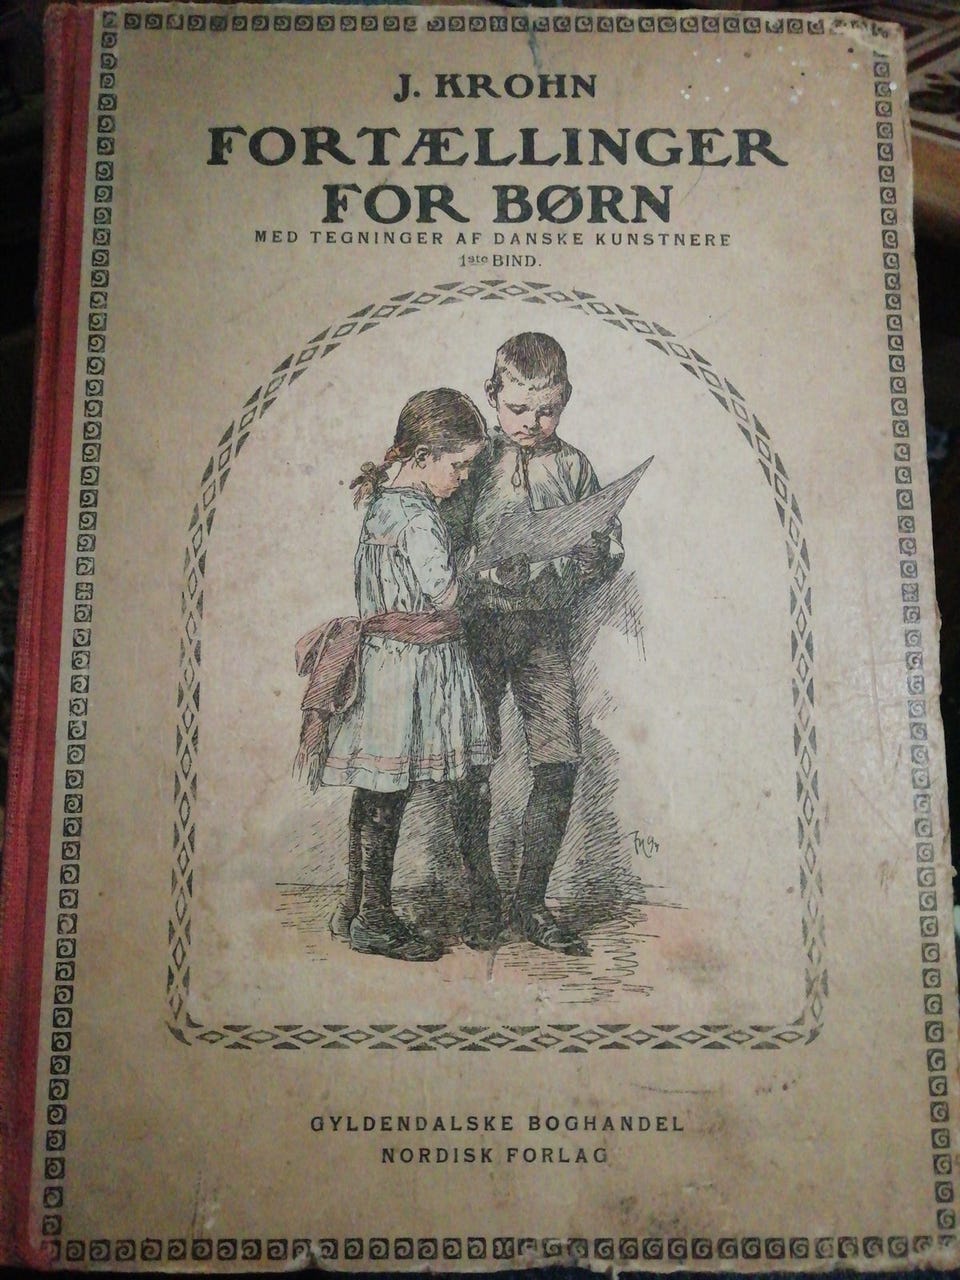 J. KROHN
FORTÆLLINGER
FOR BØRN
MED TEGNINGER AF DANSKE KUNSTNERE
1ste BIND.
GYLDENDALSKE BOGHANDEL
NORDISK FORLAG